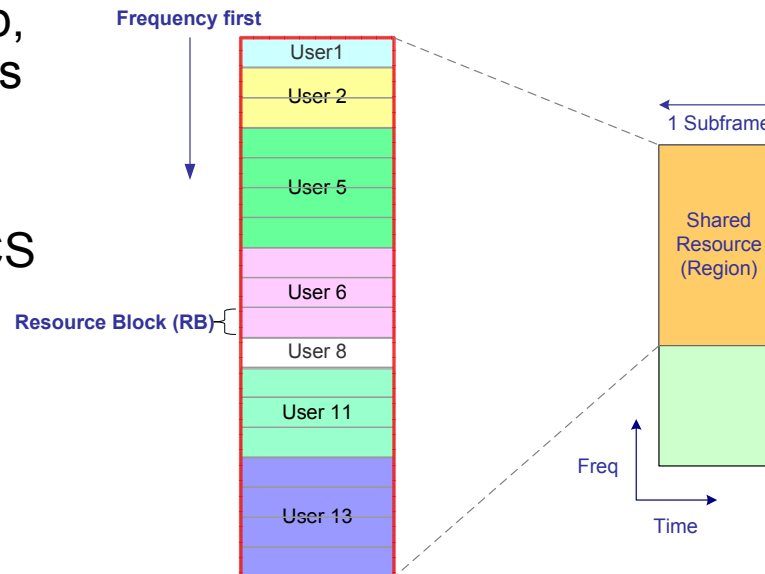 Frequency first
User1
User 2
User 5
User 6
Resource Block (RB)
User 8
User 11
User 13
1 Subframe
Shared
Resource
(Region)
Freq
Time